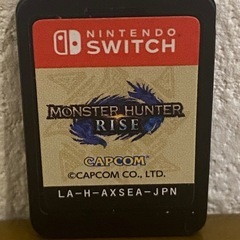 NINTENDO
SWITCH
MONSTER HUNTER
RISE
CAPCOM
©CAPCOM CO., LTD.
LA-H-AXSEA-JPN